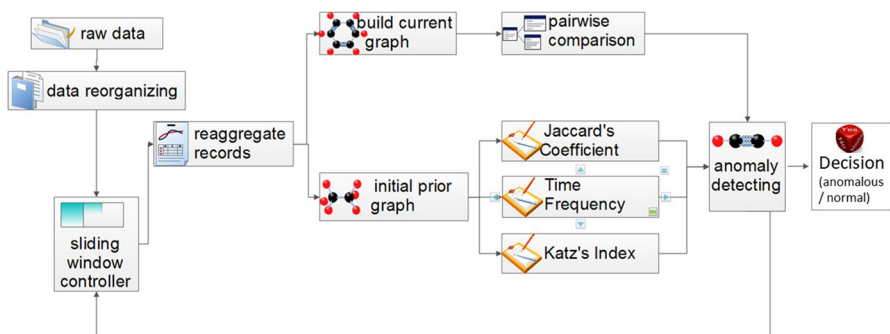 raw data
data reorganizing
sliding
window
controller
reaggregate
records
build current
graph
pairwise
comparison
initial prior
graph
Jaccard's
Coefficient
Time
Frequency
Katz's Index
anomaly
detecting
Yes
Decision
(anomalous
/ normal)